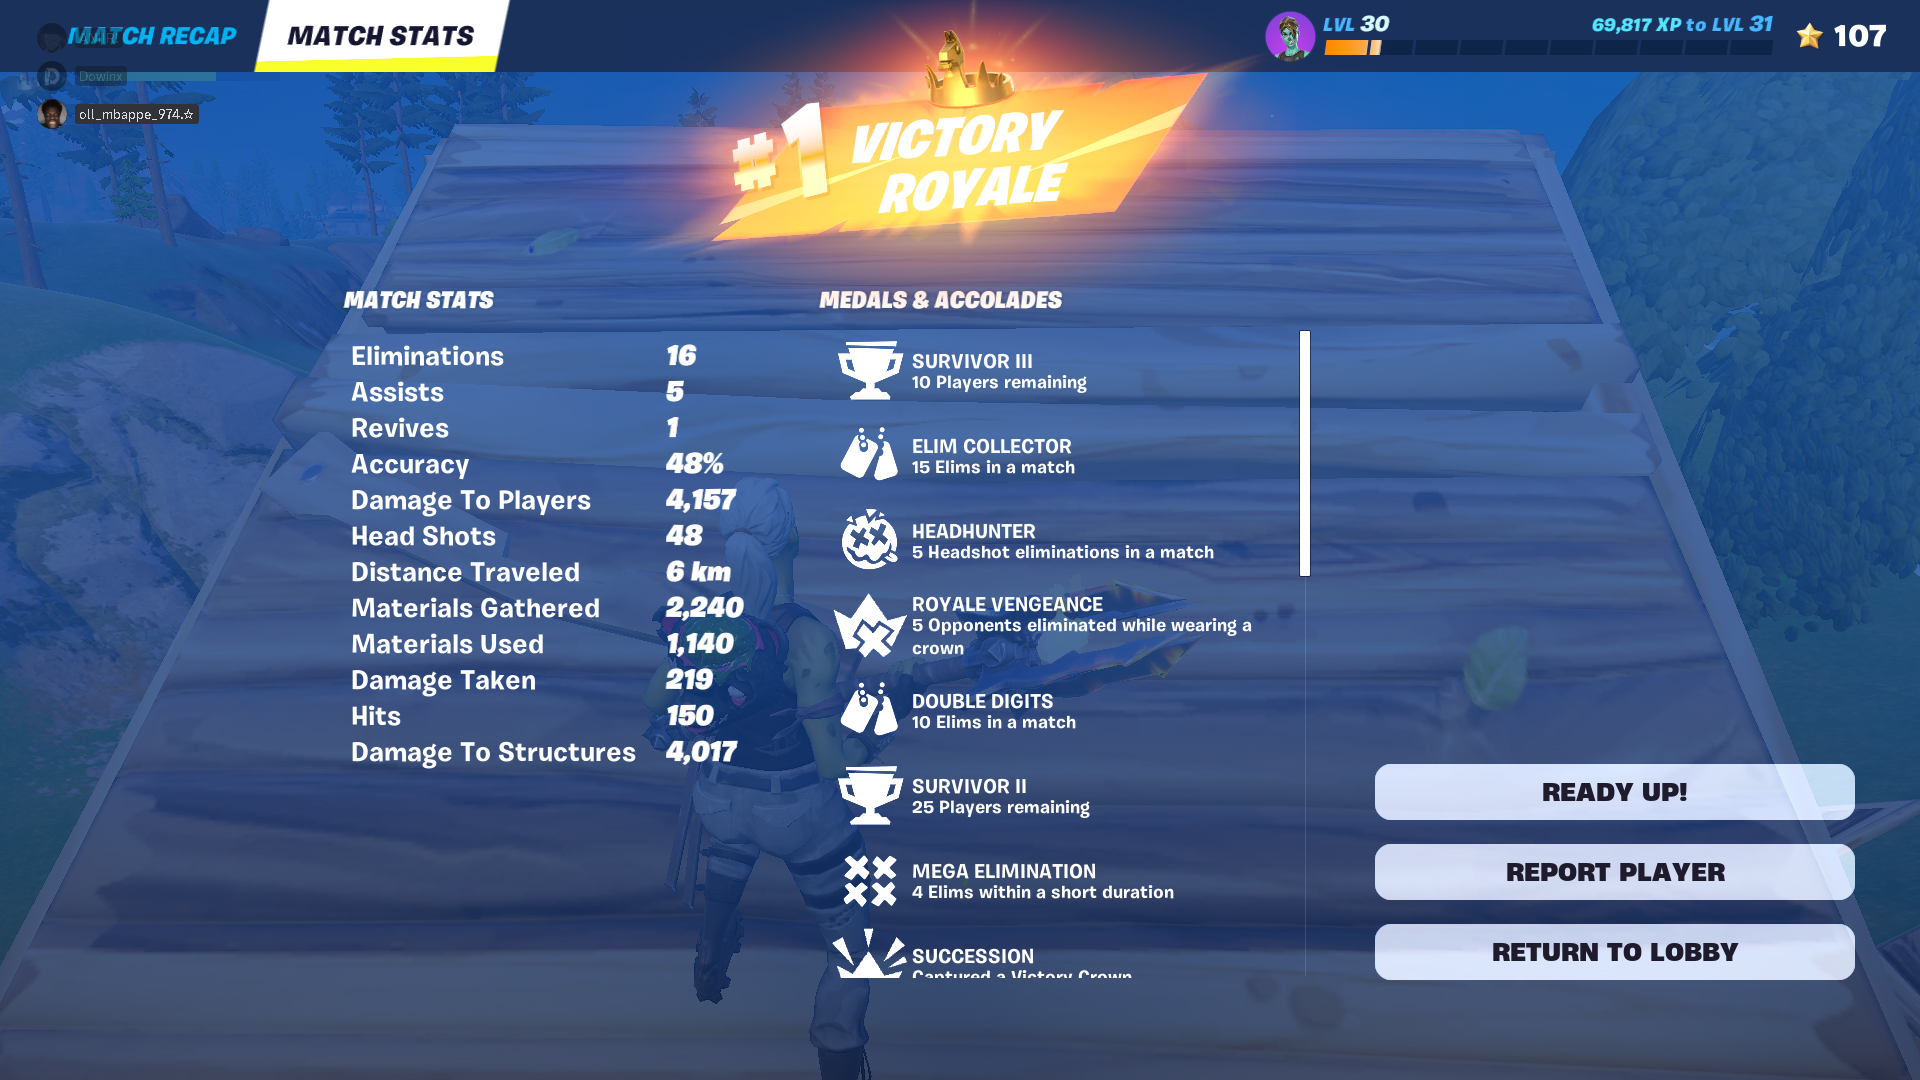 MATCH RECAP
MATCH STATS
LVL 30
69,817 XP to LVL 31
107
Dowinx
oll_mbappe_974.☆
#1 VICTORY
ROYALE
MATCH STATS
Eliminations 16
Assists 5
Revives 1
Accuracy 48%
Damage To Players 4,157
Head Shots 48
Distance Traveled 6 km
Materials Gathered 2,240
Materials Used 1,140
Damage Taken 219
Hits 150
Damage To Structures 4,017
MEDALS & ACCOLADES
SURVIVOR III
10 Players remaining
ELIM COLLECTOR
15 Elims in a match
HEADHUNTER
5 Headshot eliminations in a match
ROYALE VENGEANCE
5 Opponents eliminated while wearing a
crown
DOUBLE DIGITS
10 Elims in a match
SURVIVOR II
25 Players remaining
MEGA ELIMINATION
4 Elims within a short duration
SUCCESSION
Captured a Victory Crown
READY UP!
REPORT PLAYER
RETURN TO LOBBY